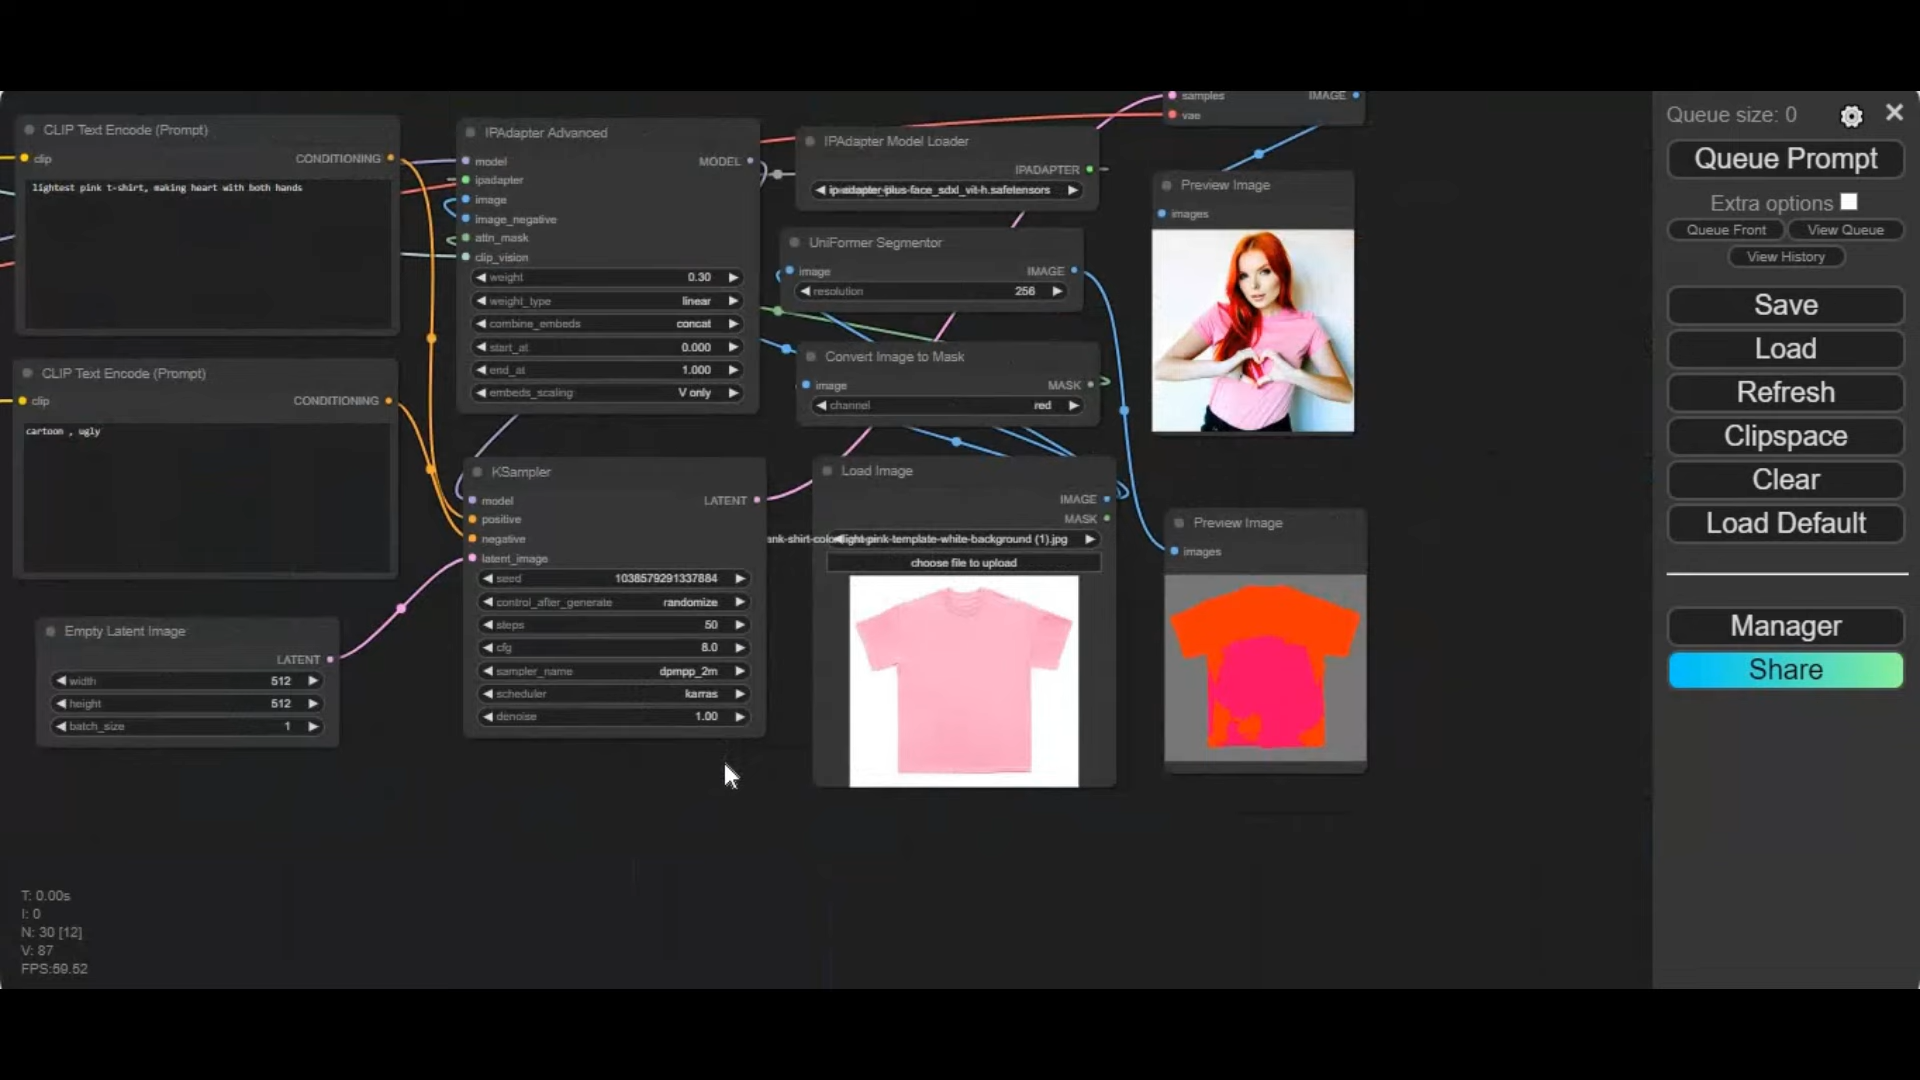 CLIP Text Encode (Prompt)
clip
CONDITIONING
lightest pink t-shirt, making heart with both hands
CLIP Text Encode (Prompt)
clip
CONDITIONING
cartoon , ugly
Empty Latent Image
LATENT
width 512
height 512
batch_size 1
IPAdapter Advanced
model
MODEL
ipadapter
image
image_negative
attn_mask
clip_vision
weight 0.30
weight_type linear
combine_embeds concat
start_at 0.000
end_at 1.000
embeds_scaling V only
KSampler
model
LATENT
positive
negative
latent_image
seed 1038579291337884
control_after_generate randomize
steps 50
cfg 8.0
sampler_name dpmpp_2m
scheduler karras
denoise 1.00
IPAdapter Model Loader
IPADAPTER
ip-adapter-plus-face_sdxl_vit-h.safetensors
UniFormer Segmentor
image
IMAGE
resolution 256
Convert Image to Mask
image
MASK
channel red
Load Image
IMAGE
MASK
light-pink-template-white-background (1).jpg
choose file to upload
samples
IMAGE
vae
Preview Image
images
Preview Image
images
Queue size: 0
Queue Prompt
Extra options
Queue Front
View Queue
View History
Save
Load
Refresh
Clipspace
Clear
Load Default
Manager
Share
T: 0.00s
I: 0
N: 30 [12]
V: 87
FPS:59.52